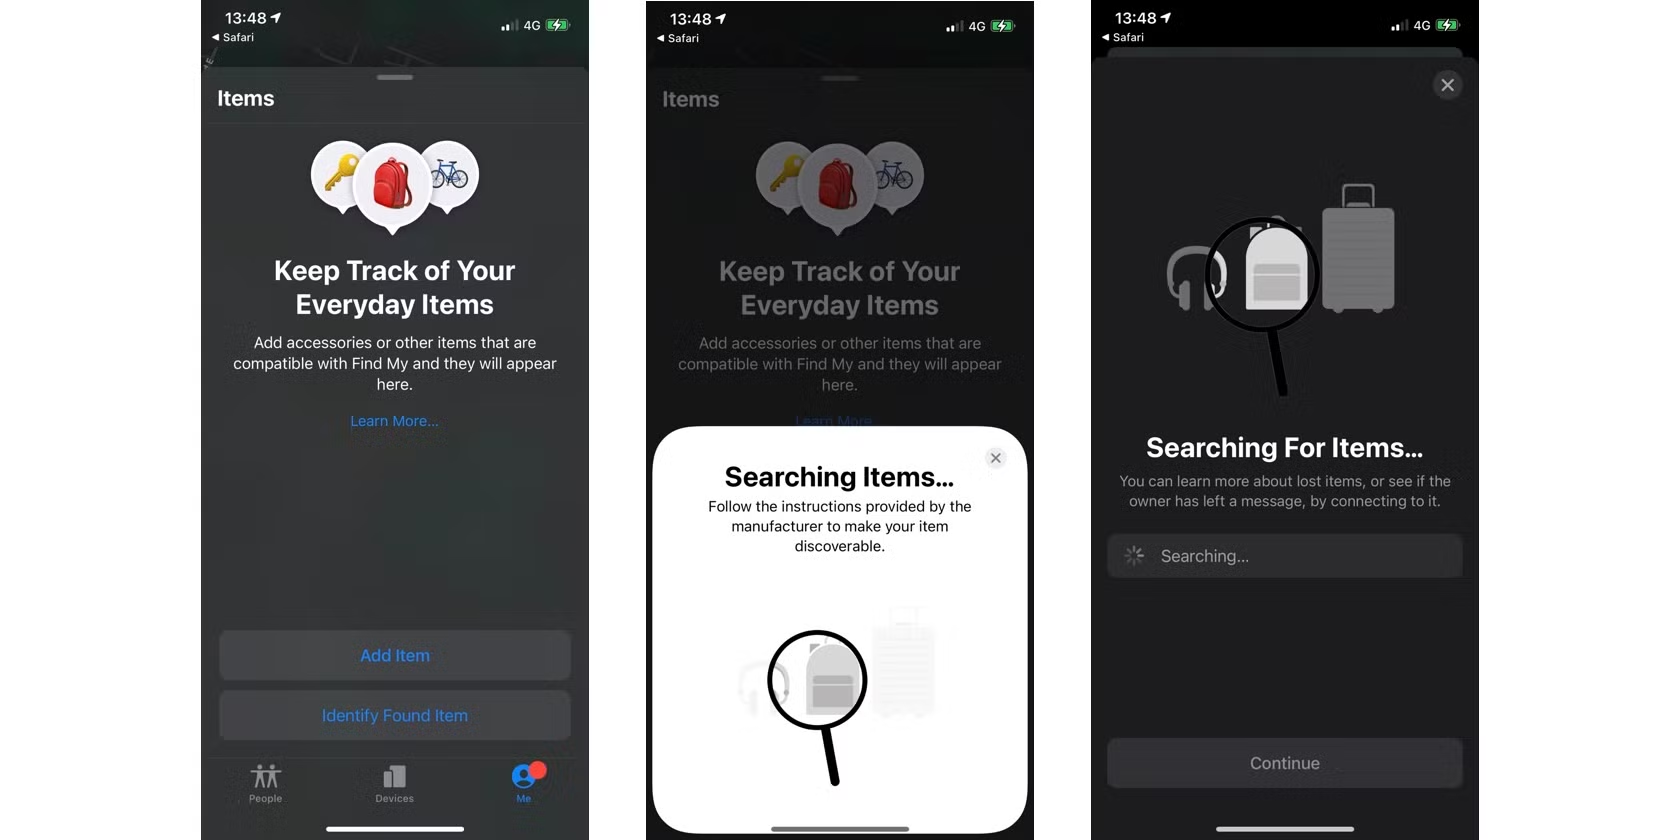 13:48
4G
Safari
Items
Keep Track of Your
Everyday Items
Add accessories or other items that are
compatible with Find My and they will appear
here.
Learn More...
Add Item
Identify Found Item
People
Devices
Me
13:48
4G
Safari
Items
Keep Track of Your
Everyday Items
Add accessories or other items that are
compatible with Find My and they will appear
here.
Learn More
Searching Items...
Follow the instructions provided by the
manufacturer to make your item
discoverable.
13:48
4G
Safari
Searching For Items...
You can learn more about lost items, or see if the
owner has left a message, by connecting to it.
Searching...
Continue